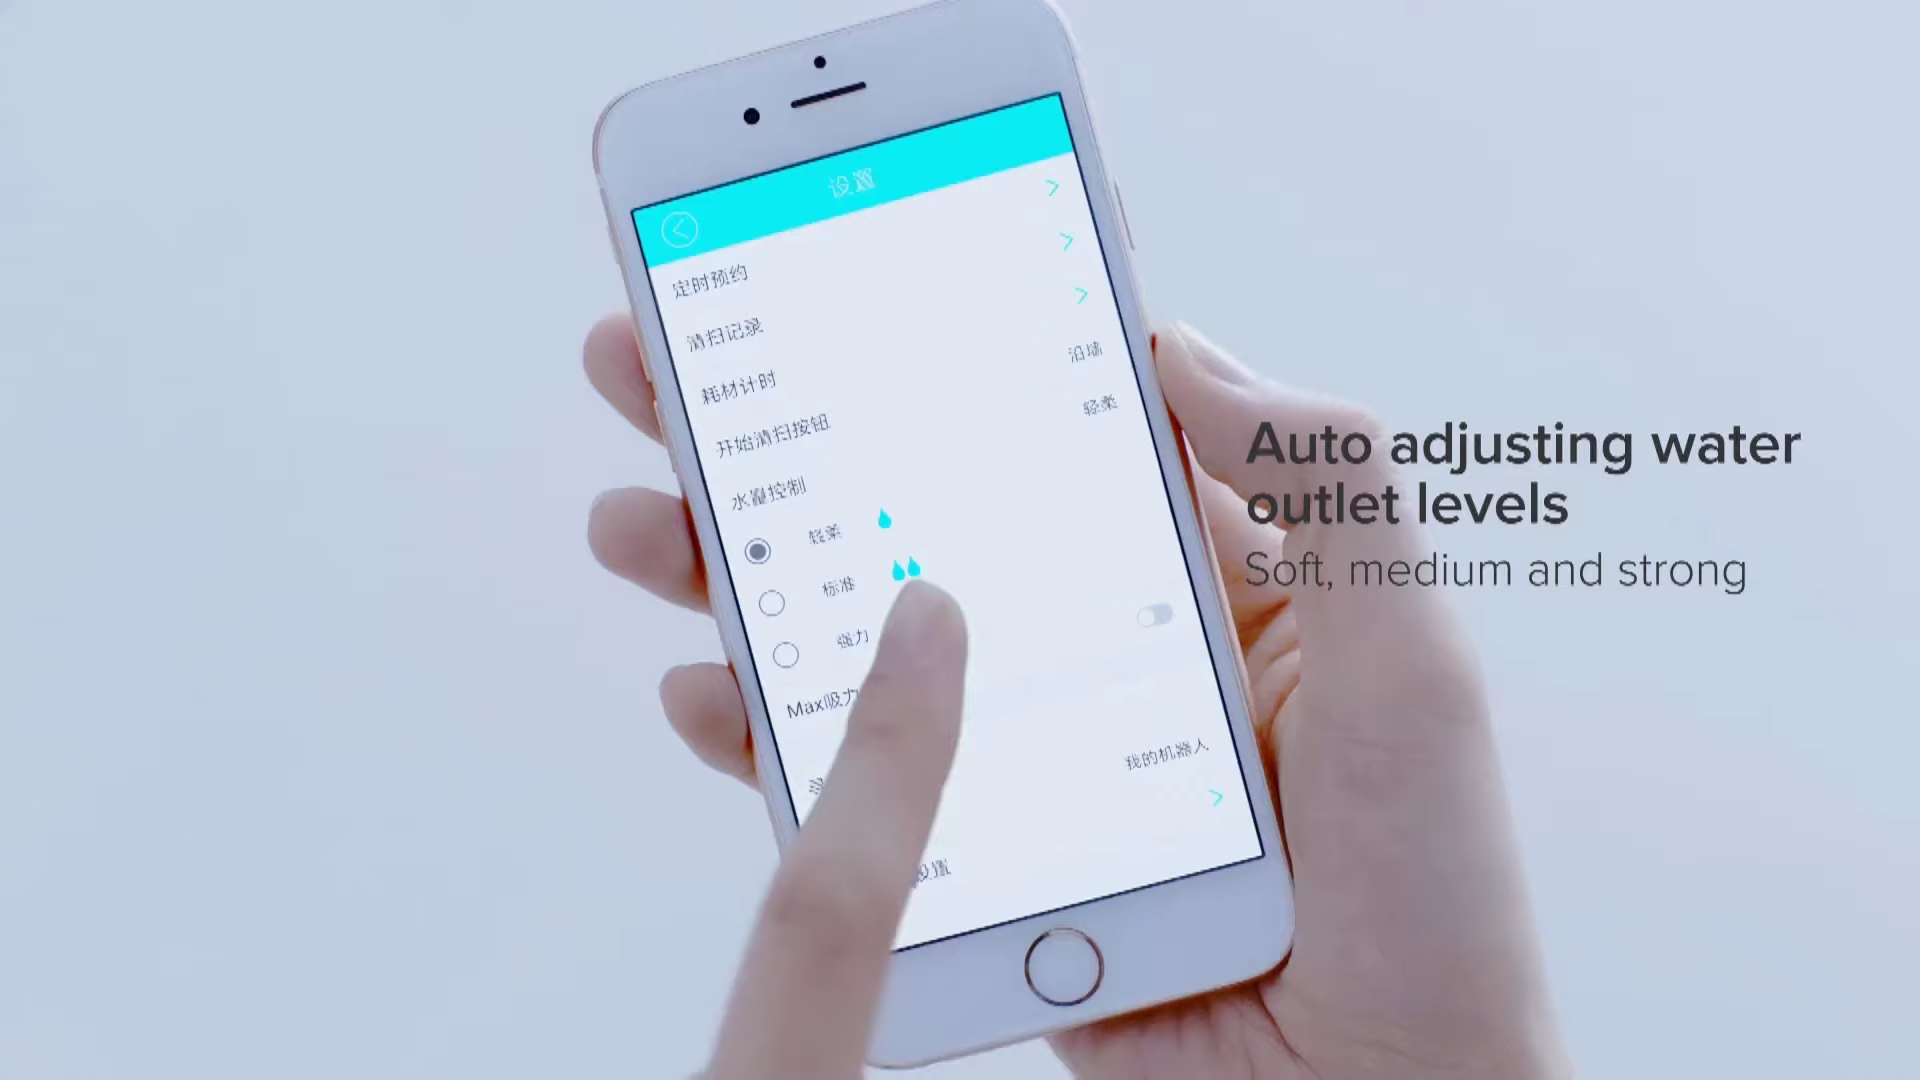 设置
定时预约
清扫记录
耗材计时
开始清扫按钮
沿墙
水量控制
轻柔
轻柔
标准
强力
Max吸力
我的机器人
设置
Auto adjusting water
outlet levels
Soft, medium and strong